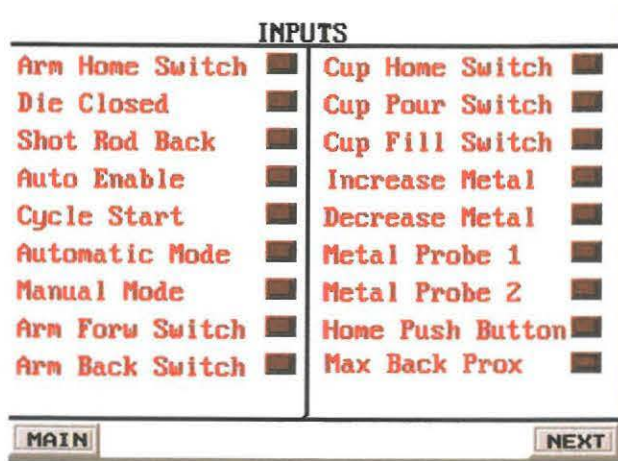 INPUTS
Arm Home Switch
Die Closed
Shot Rod Back
Auto Enable
Cycle Start
Automatic Mode
Manual Mode
Arm Forw Switch
Arm Back Switch
Cup Home Switch
Cup Pour Switch
Cup Fill Switch
Increase Metal
Decrease Metal
Metal Probe 1
Metal Probe 2
Home Push Button
Max Back Prox
MAIN
NEXT